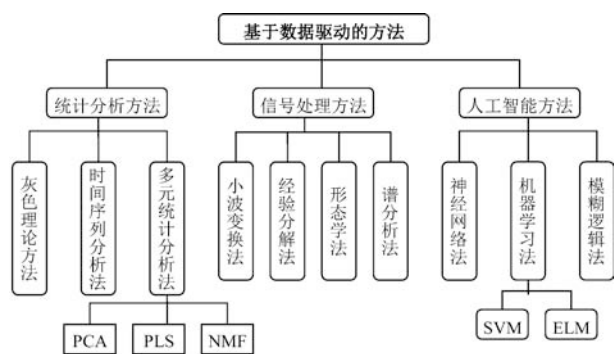 基于数据驱动的方法
统计分析方法
信号处理方法
人工智能方法
灰色理论方法
时间序列分析法
多元统计分析法
小波变换法
经验分解法
形态学法
谱分析法
神经网络法
机器学习法
模糊逻辑法
PCA
PLS
NMF
SVM
ELM